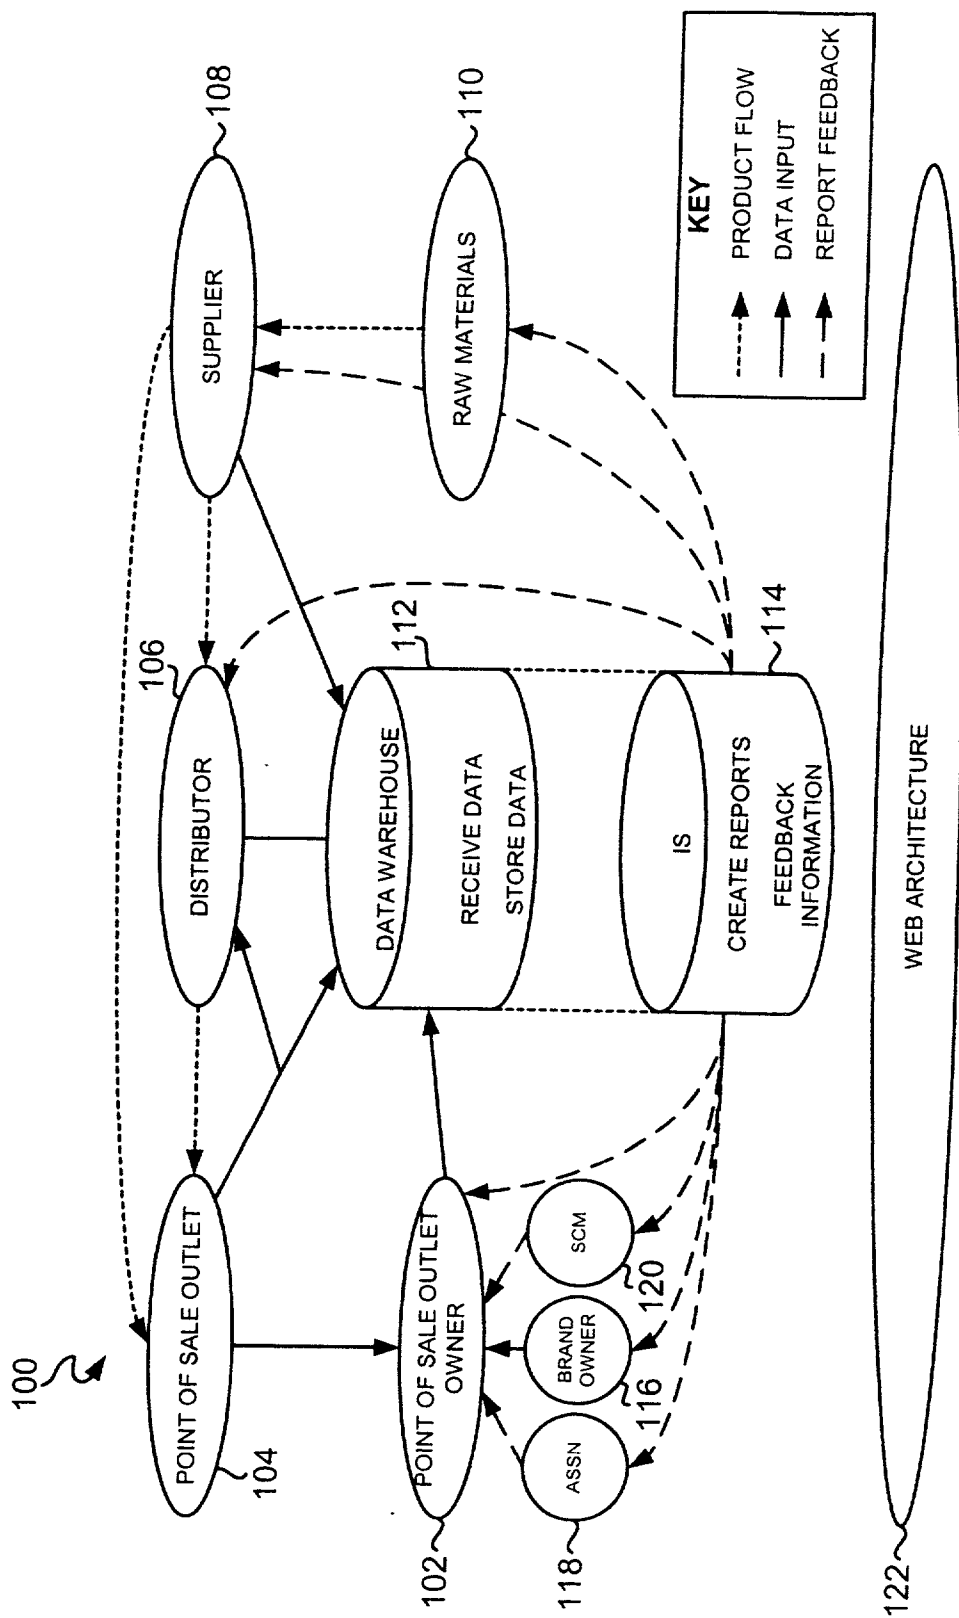 100
POINT OF SALE OUTLET
104
DISTRIBUTOR
106
SUPPLIER
108
POINT OF SALE OUTLET
OWNER
102
DATA WAREHOUSE
RECEIVE DATA
STORE DATA
112
RAW MATERIALS
110
ASSN
118
BRAND
OWNER
116
SCM
120
IS
CREATE REPORTS
FEEDBACK
INFORMATION
114
KEY
PRODUCT FLOW
DATA INPUT
REPORT FEEDBACK
WEB ARCHITECTURE
122